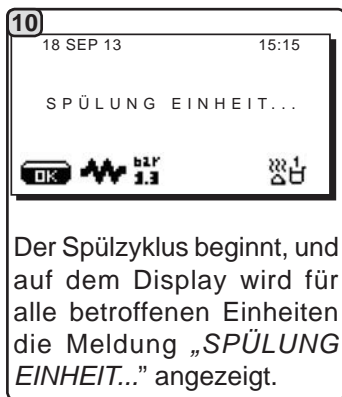 10
18 SEP 13 15:15
SPÜLUNG EINHEIT...
OK bar 1.3 1
Der Spülzyklus beginnt, und
auf dem Display wird für
alle betroffenen Einheiten
die Meldung „SPÜLUNG
EINHEIT...” angezeigt.